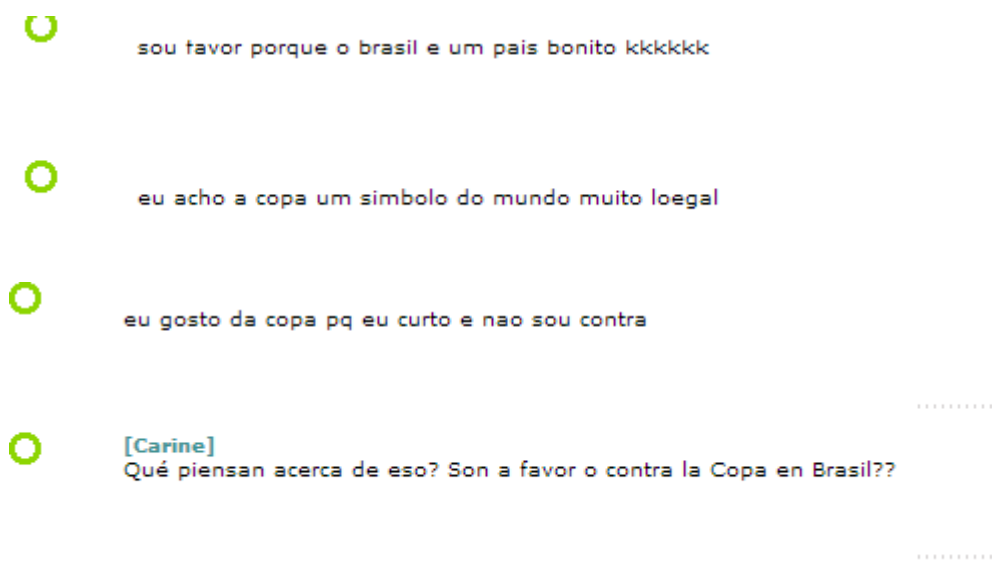 sou favor porque o brasil e um pais bonito kkkkkk
eu acho a copa um simbolo do mundo muito loegal
eu gosto da copa pq eu curto e nao sou contra
[Carine]
Qué piensan acerca de eso? Son a favor o contra la Copa en Brasil??